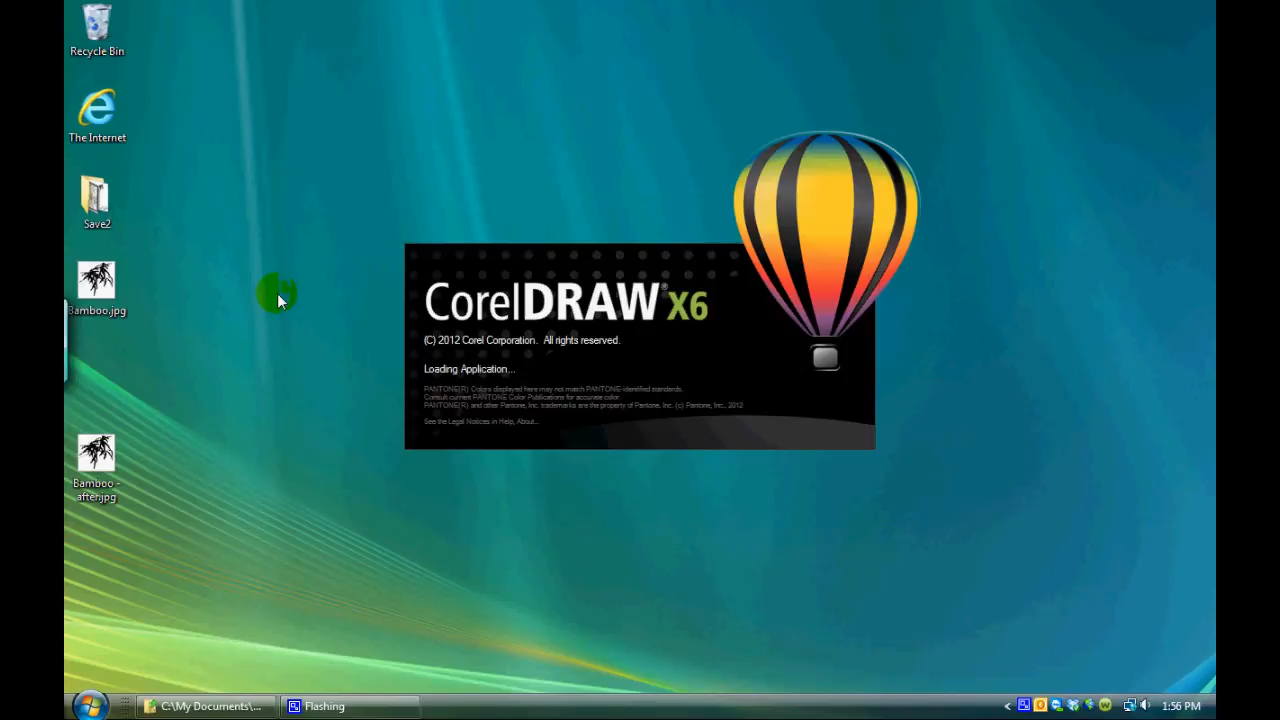 Recycle Bin
The Internet
Save2
Bamboo.jpg
Bamboo -
after.jpg
CorelDRAW® X6
(C) 2012 Corel Corporation. All rights reserved.
Loading Application...
PANTONE(R) Colors displayed here may not match PANTONE-identified standards.
Consult current PANTONE Color Publications for accurate color.
PANTONE(R) and other Pantone, Inc. trademarks are the property of Pantone, Inc. (c) Pantone, Inc., 2012
See the Legal Notices in Help, About...
C:\My Documents\...
Flashing
1:56 PM